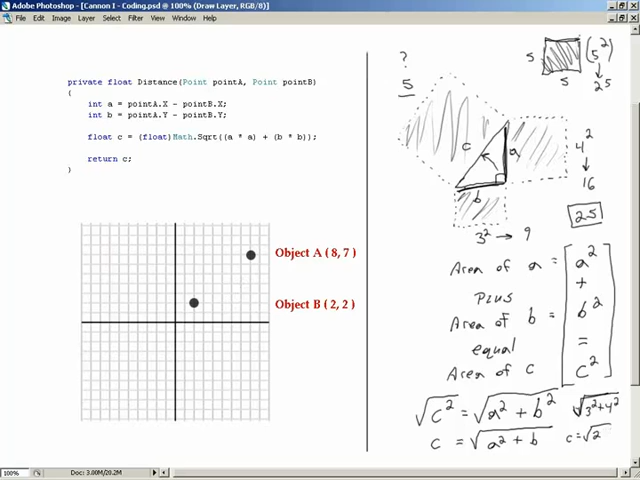 Adobe Photoshop - [Cannon I - Coding.psd @ 100% (Draw Layer, RGB/8)]
File Edit Image Layer Select Filter View Window Help
private float Distance(Point pointA, Point pointB)
{
int a = pointA.X - pointB.X;
int b = pointA.Y - pointB.Y;
float c = (float)Math.Sqrt((a * a) + (b * b));
return c;
}
Object A ( 8, 7 )
Object B ( 2, 2 )
?
5
5
5
(5²)
25
c
a
b
4²
16
3² → 9
25
Area of a = a²
Plus +
Area of b = b²
equal =
Area of c c²
√c² = √a² + b²
√3²+4²
c = √a² + b
c=√2
100% Doc: 3.00M/20.2M